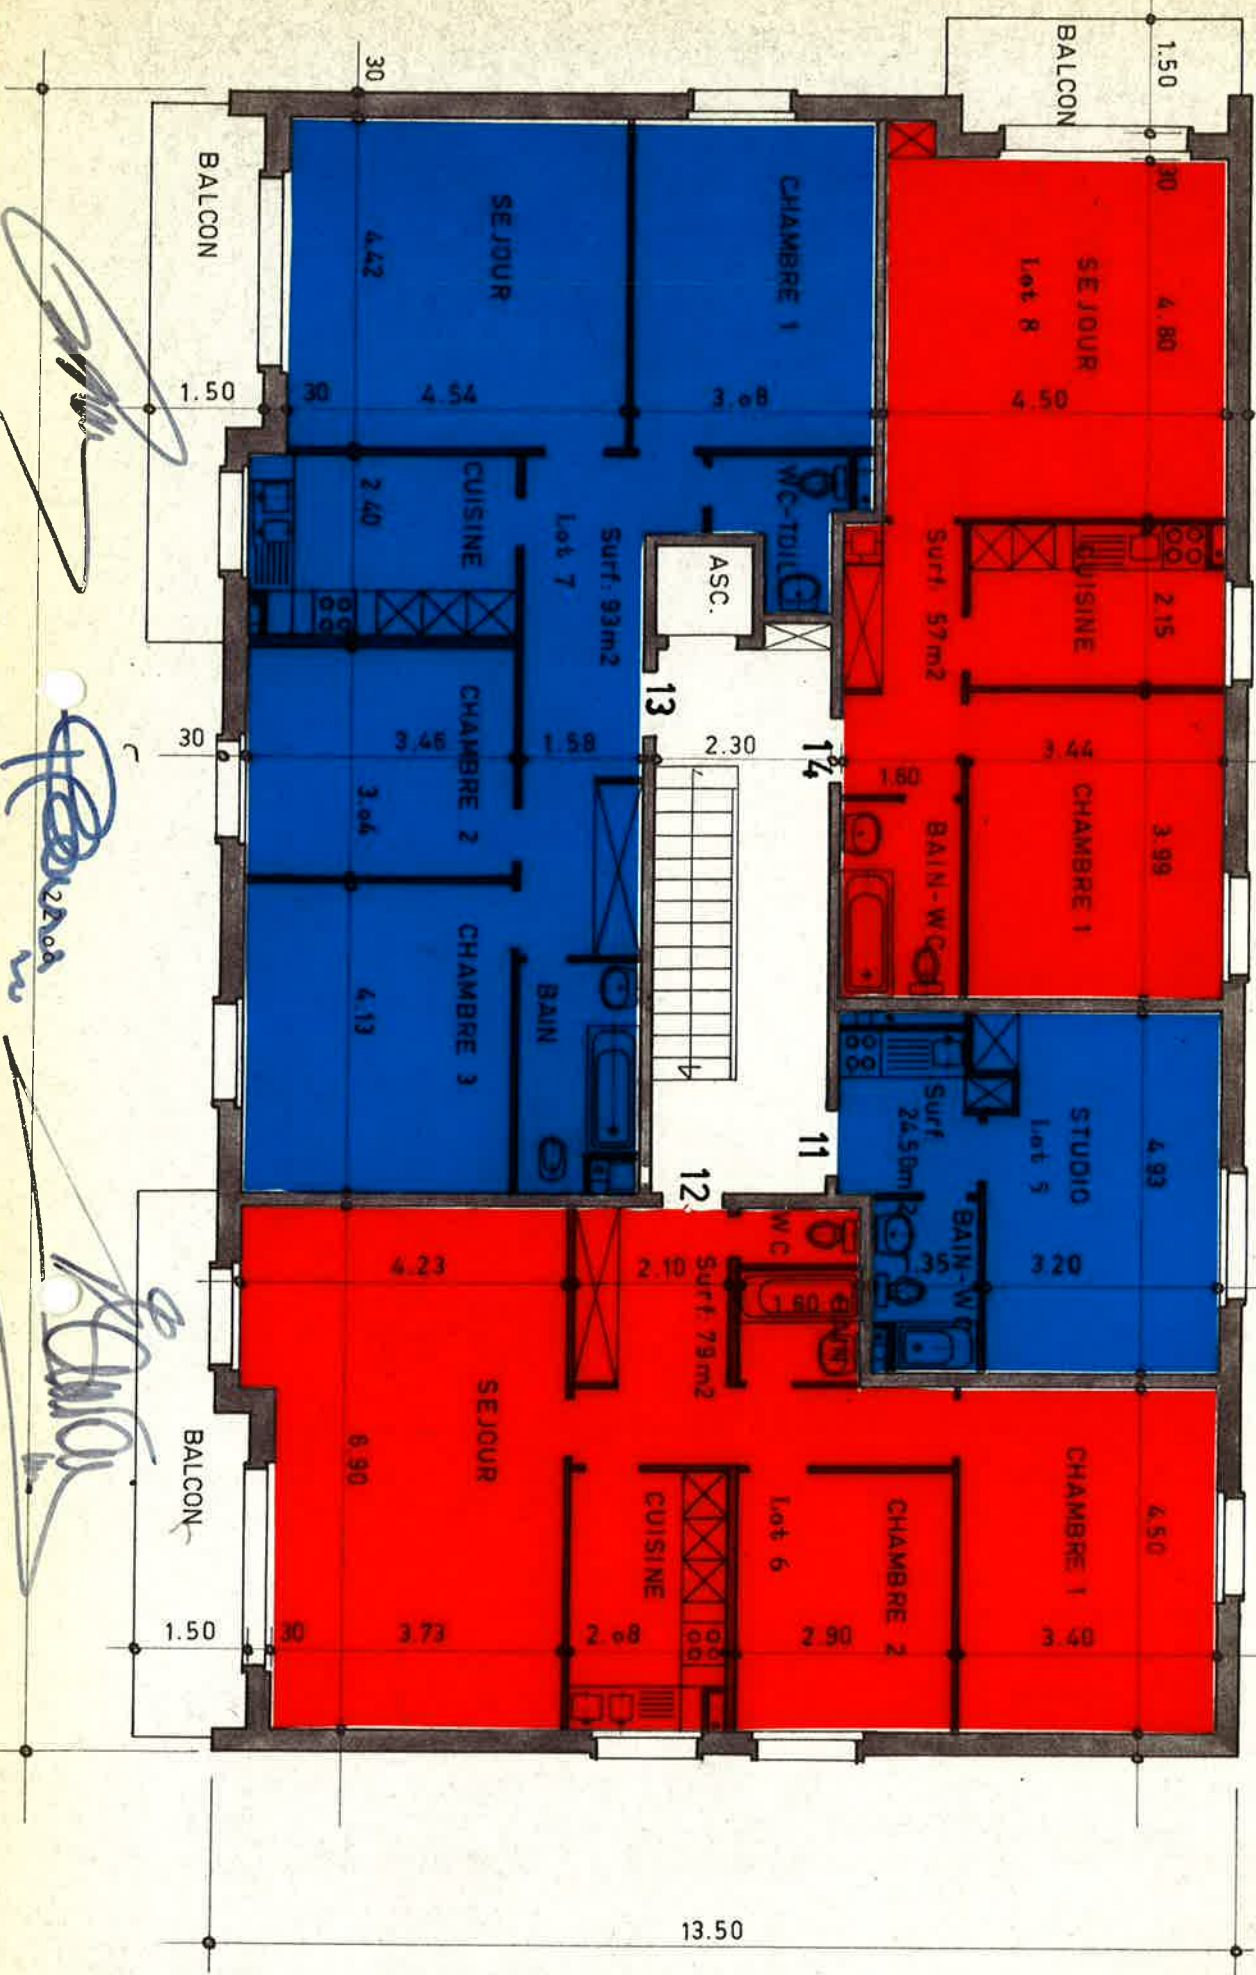 BALCON
1.50
30
30
SEJOUR
Lot 8
4.80
4.50
CHAMBRE 1
3.08
SEJOUR
4.42
4.54
30
1.50
BALCON
CUISINE
2.15
Surf. 57m2
WC-TOIL
ASC.
CUISINE
2.40
Lot 7
Surf. 93m2
13
14
2.30
1.60
3.44
CHAMBRE 1
3.99
BAIN-WC
CHAMBRE 2
3.46
1.58
3.04
30
CHAMBRE 3
4.13
BAIN
STUDIO
Lot 5
4.93
3.20
Surf.
24.50m2
BAIN-WC
.35
11
12
WC
Surf. 79m2
2.10
4.23
1.60
BAIN
SEJOUR
6.90
3.73
30
1.50
BALCON
CUISINE
2.08
Lot 6
CHAMBRE 2
2.90
CHAMBRE 1
4.50
3.40
22.00
13.50